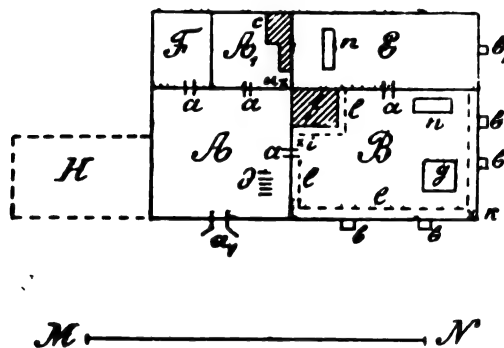 c
F A₁ n E b
a₂
a a f l a n b
H A a i B b
Э l g
e к
a₁ b b
M N